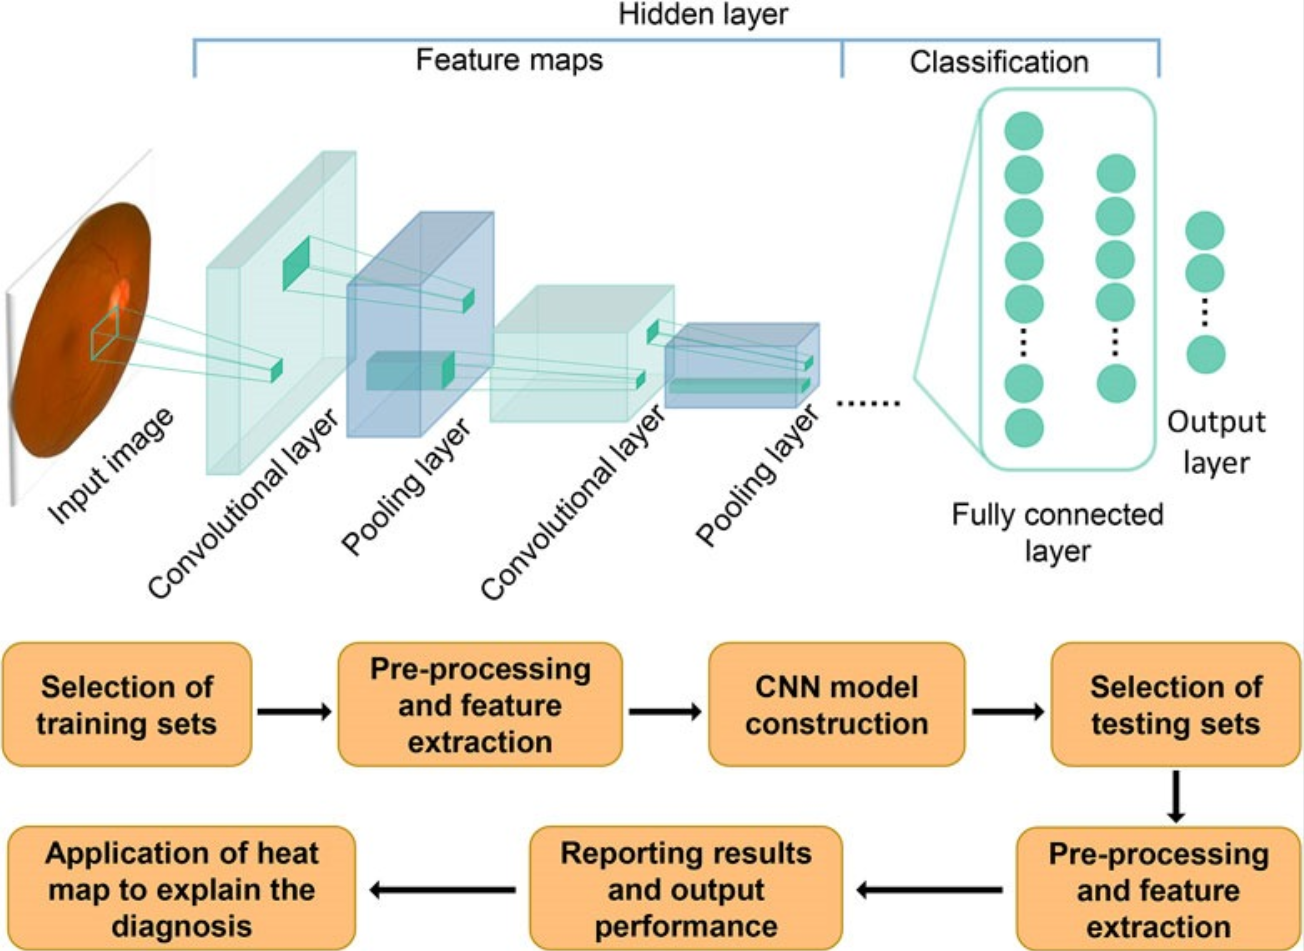 Hidden layer
Feature maps
Classification
Input image
Convolutional layer
Pooling layer
Convolutional layer
Pooling layer
Fully connected
layer
Output
layer
Selection of
training sets
Pre-processing
and feature
extraction
CNN model
construction
Selection of
testing sets
Pre-processing
and feature
extraction
Reporting results
and output
performance
Application of heat
map to explain the
diagnosis